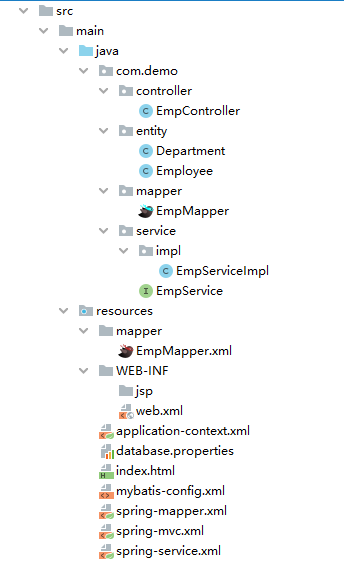 src
main
java
com.demo
controller
EmpController
entity
Department
Employee
mapper
EmpMapper
service
impl
EmpServiceImpl
EmpService
resources
mapper
EmpMapper.xml
WEB-INF
jsp
web.xml
application-context.xml
database.properties
index.html
mybatis-config.xml
spring-mapper.xml
spring-mvc.xml
spring-service.xml